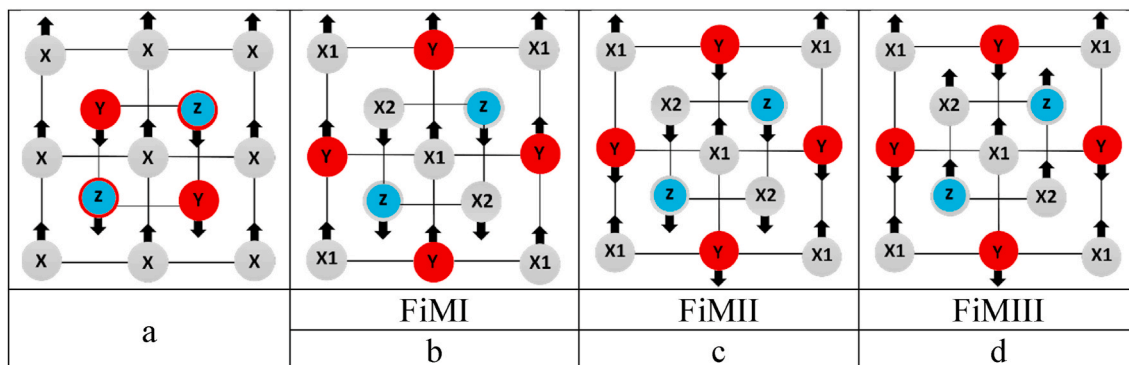 X X X
Y Z
X X X
Z Y
X X X
a
X1 Y X1
X2 Z
Y X1 Y
Z X2
X1 Y X1
FiMI
b
X1 Y X1
X2 Z
Y X1 Y
Z X2
X1 Y X1
FiMII
c
X1 Y X1
X2 Z
Y X1 Y
Z X2
X1 Y X1
FiMIII
d